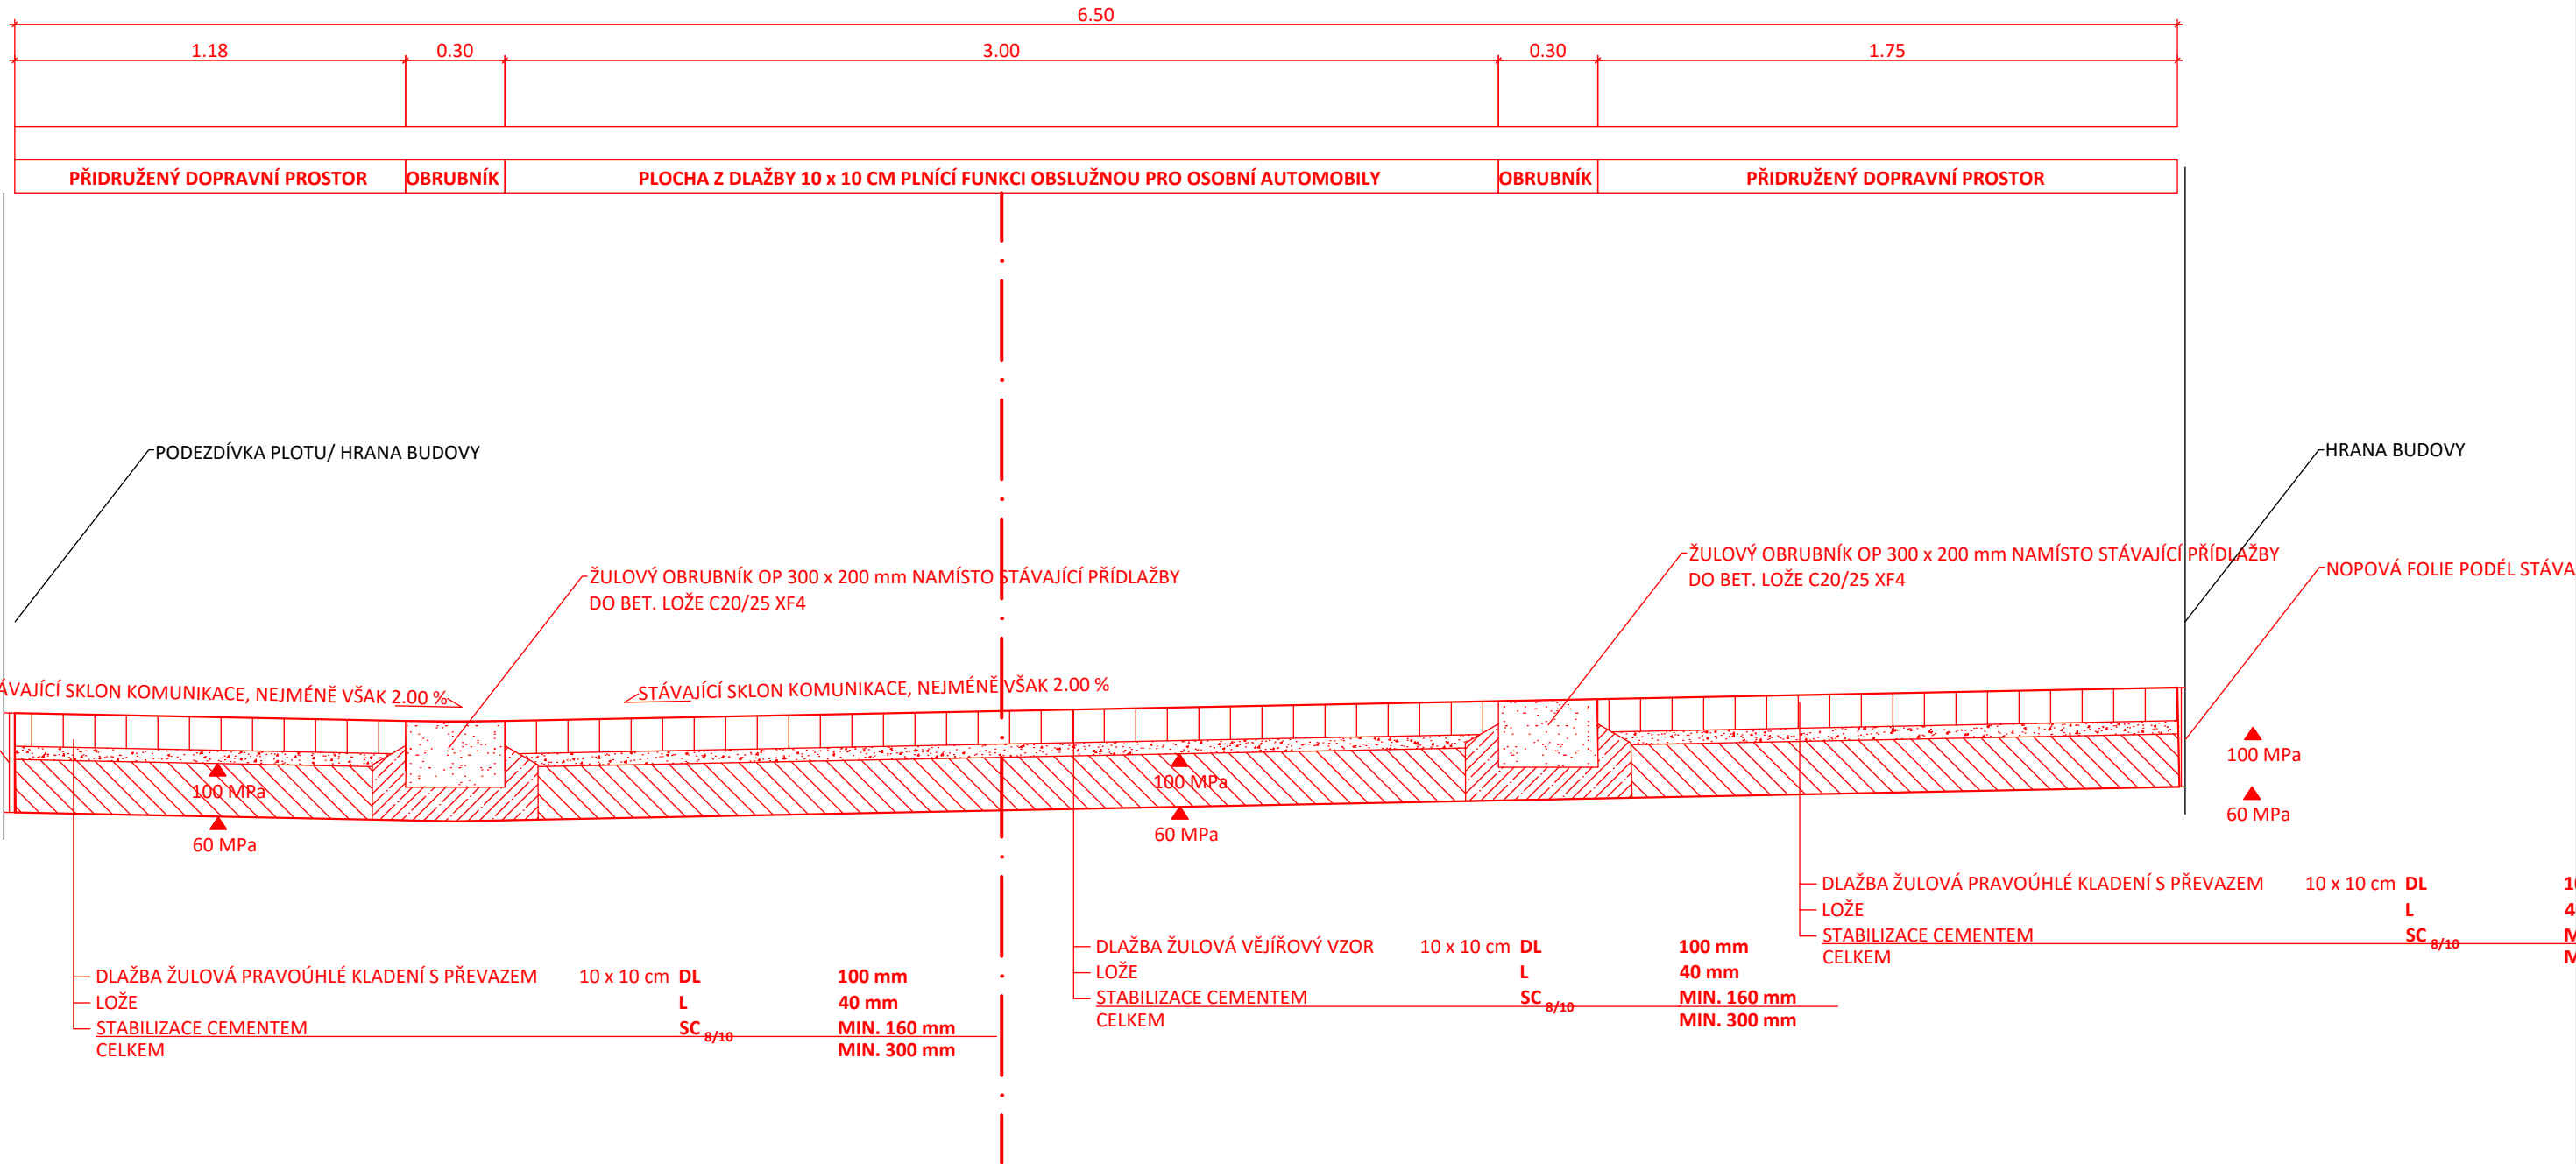 6.50
1.18 0.30 3.00 0.30 1.75
PŘIDRUŽENÝ DOPRAVNÍ PROSTOR OBRUBNÍK PLOCHA Z DLAŽBY 10 x 10 CM PLNÍCÍ FUNKCI OBSLUŽNOU PRO OSOBNÍ AUTOMOBILY OBRUBNÍK PŘIDRUŽENÝ DOPRAVNÍ PROSTOR
PODEZDÍVKA PLOTU/ HRANA BUDOVY
HRANA BUDOVY
ŽULOVÝ OBRUBNÍK OP 300 x 200 mm NAMÍSTO STÁVAJÍCÍ PŘÍDLAŽBY
DO BET. LOŽE C20/25 XF4
ŽULOVÝ OBRUBNÍK OP 300 x 200 mm NAMÍSTO STÁVAJÍCÍ PŘÍDLAŽBY
DO BET. LOŽE C20/25 XF4
NOPOVÁ FOLIE PODÉL STÁVA
ÁVAJÍCÍ SKLON KOMUNIKACE, NEJMÉNĚ VŠAK 2.00 %
STÁVAJÍCÍ SKLON KOMUNIKACE, NEJMÉNĚ VŠAK 2.00 %
100 MPa
60 MPa
100 MPa
60 MPa
100 MPa
60 MPa
DLAŽBA ŽULOVÁ PRAVOÚHLÉ KLADENÍ S PŘEVAZEM 10 x 10 cm DL 100 mm
LOŽE L 40 mm
STABILIZACE CEMENTEM SC 8/10 MIN. 160 mm
CELKEM MIN. 300 mm
DLAŽBA ŽULOVÁ VĚJÍŘOVÝ VZOR 10 x 10 cm DL 100 mm
LOŽE L 40 mm
STABILIZACE CEMENTEM SC 8/10 MIN. 160 mm
CELKEM MIN. 300 mm
DLAŽBA ŽULOVÁ PRAVOÚHLÉ KLADENÍ S PŘEVAZEM 10 x 10 cm DL 1
LOŽE L 4
STABILIZACE CEMENTEM SC 8/10 M
CELKEM M